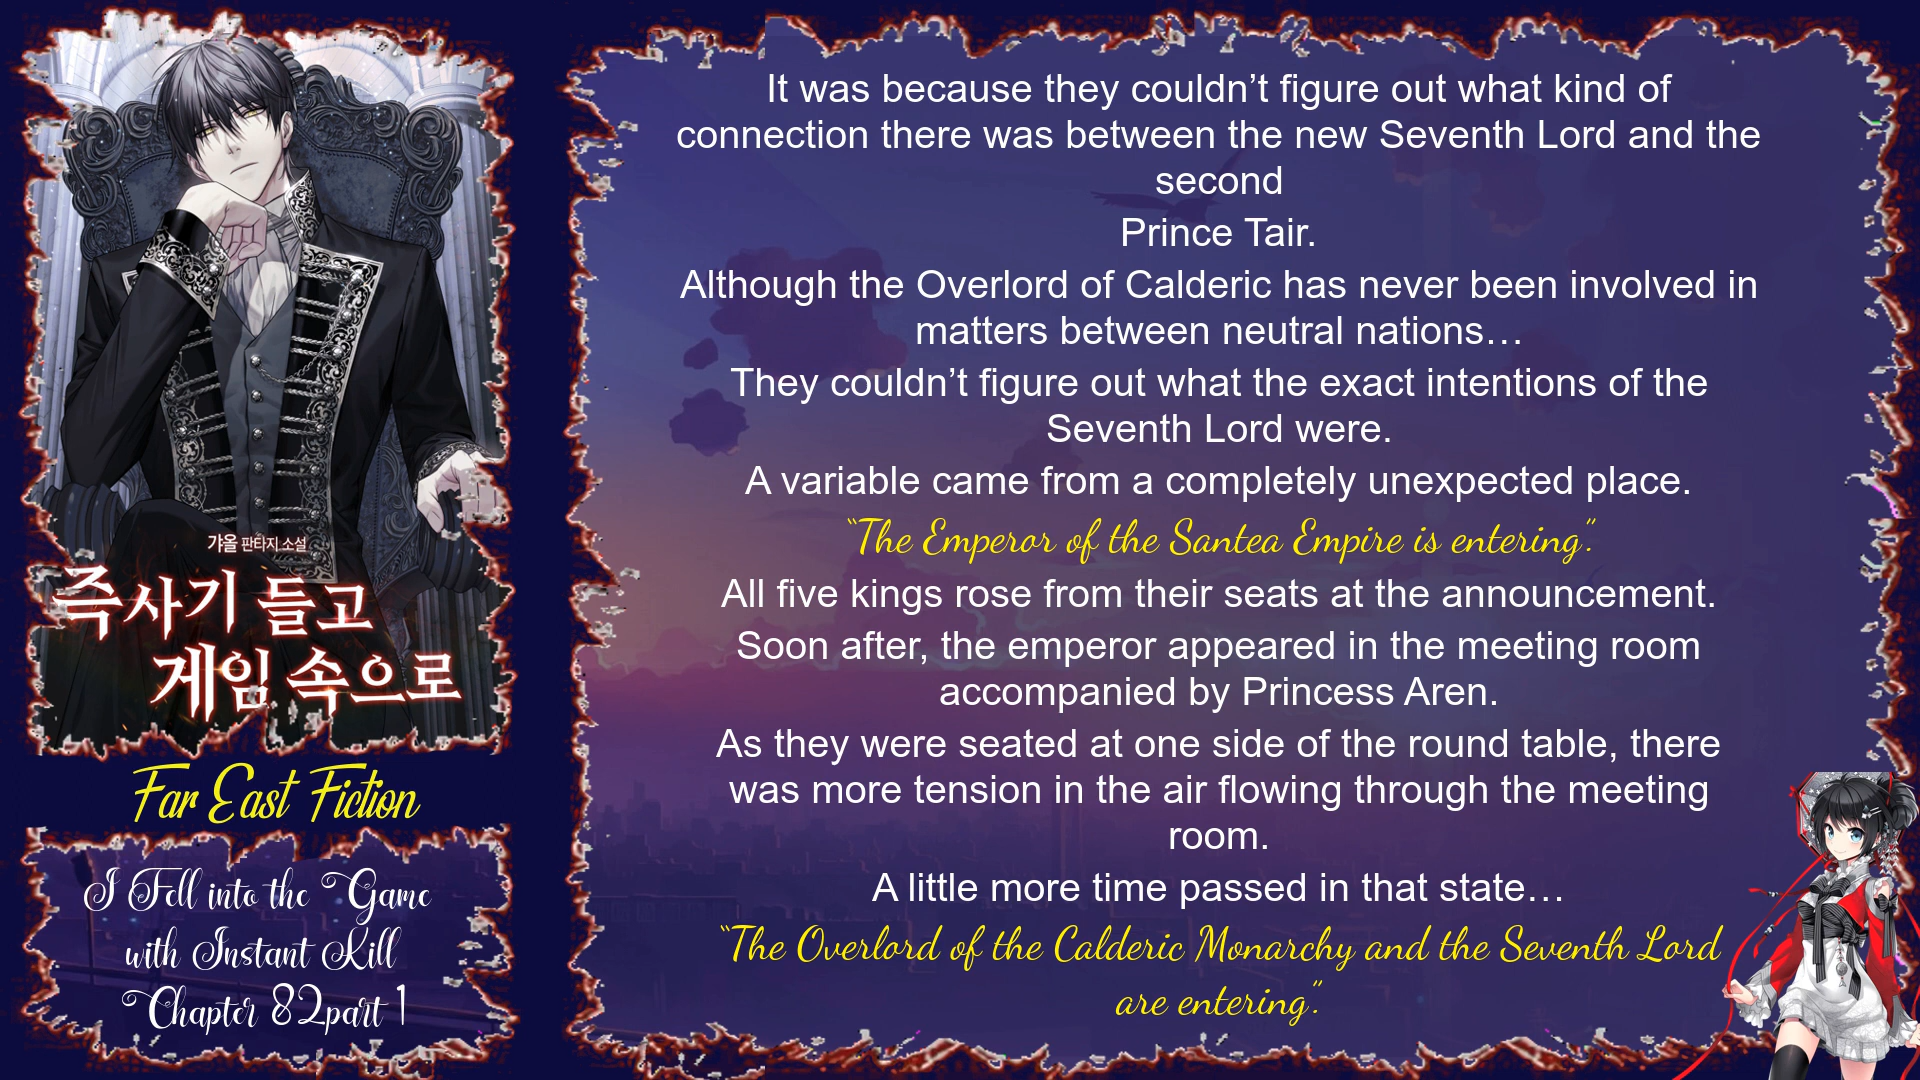 갸올 판타지 소설
즉사기 들고
게임 속으로
Far East Fiction
I Fell into the Game
with Instant Kill
Chapter 82part 1
It was because they couldn’t figure out what kind of
connection there was between the new Seventh Lord and the
second
Prince Tair.
Although the Overlord of Calderic has never been involved in
matters between neutral nations…
They couldn’t figure out what the exact intentions of the
Seventh Lord were.
A variable came from a completely unexpected place.
“The Emperor of the Santea Empire is entering.”
All five kings rose from their seats at the announcement.
Soon after, the emperor appeared in the meeting room
accompanied by Princess Aren.
As they were seated at one side of the round table, there
was more tension in the air flowing through the meeting
room.
A little more time passed in that state…
“The Overlord of the Calderic Monarchy and the Seventh Lord
are entering.”